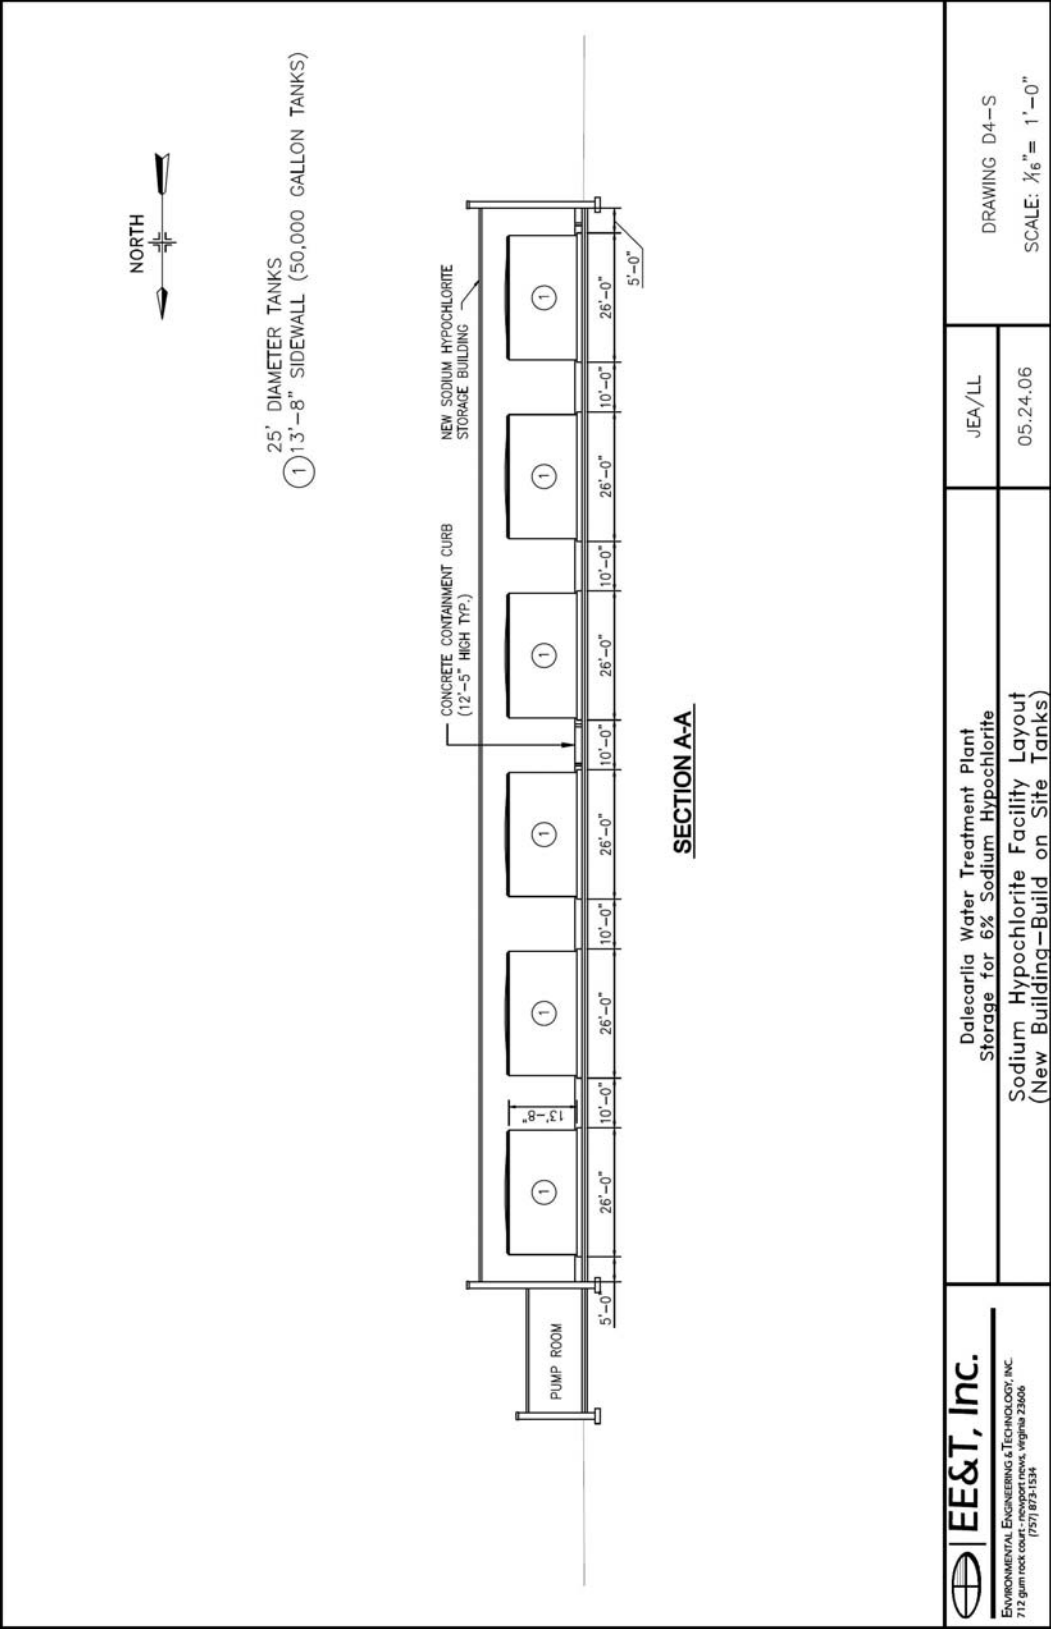 NORTH
25' DIAMETER TANKS
1 13'-8" SIDEWALL (50,000 GALLON TANKS)
CONCRETE CONTAINMENT CURB
(12'-5" HIGH TYP.)
NEW SODIUM HYPOCHLORITE
STORAGE BUILDING
PUMP ROOM
1
1
1
1
1
1
13'-8"
5'-0
26'-0"
10'-0"
26'-0"
10'-0"
26'-0"
10'-0"
26'-0"
10'-0"
26'-0"
10'-0"
26'-0"
5'-0"
SECTION A-A
EE&T, Inc.
ENVIRONMENTAL ENGINEERING & TECHNOLOGY, INC.
712 gum rock court - newport news, virginia 23606
(757) 873-1534
Dalecarlia Water Treatment Plant
Storage for 6% Sodium Hypochlorite
Sodium Hypochlorite Facility Layout
(New Building-Build on Site Tanks)
JEA/LL
05.24.06
DRAWING D4-S
SCALE: 1/16"= 1'-0"